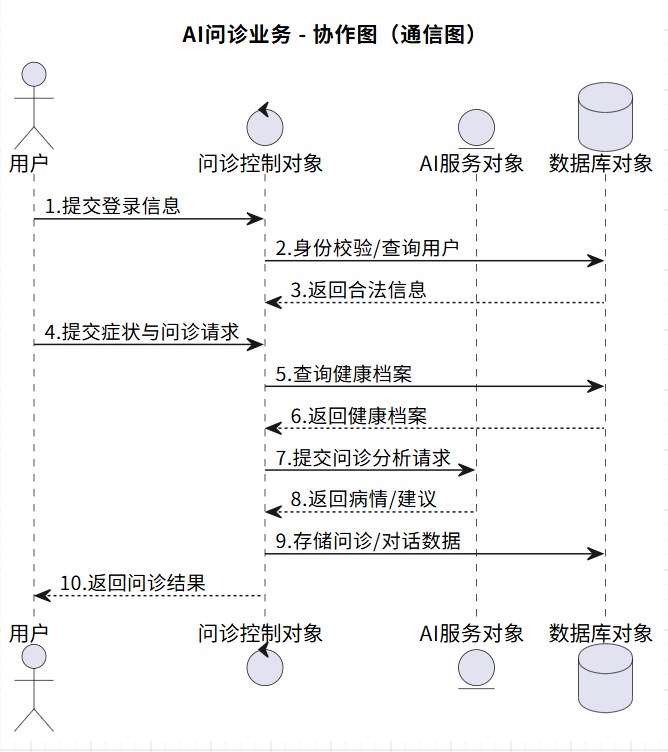 AI问诊业务 - 协作图（通信图）
用户 问诊控制对象 AI服务对象 数据库对象
1.提交登录信息
2.身份校验/查询用户
3.返回合法信息
4.提交症状与问诊请求
5.查询健康档案
6.返回健康档案
7.提交问诊分析请求
8.返回病情/建议
9.存储问诊/对话数据
10.返回问诊结果
用户 问诊控制对象 AI服务对象 数据库对象